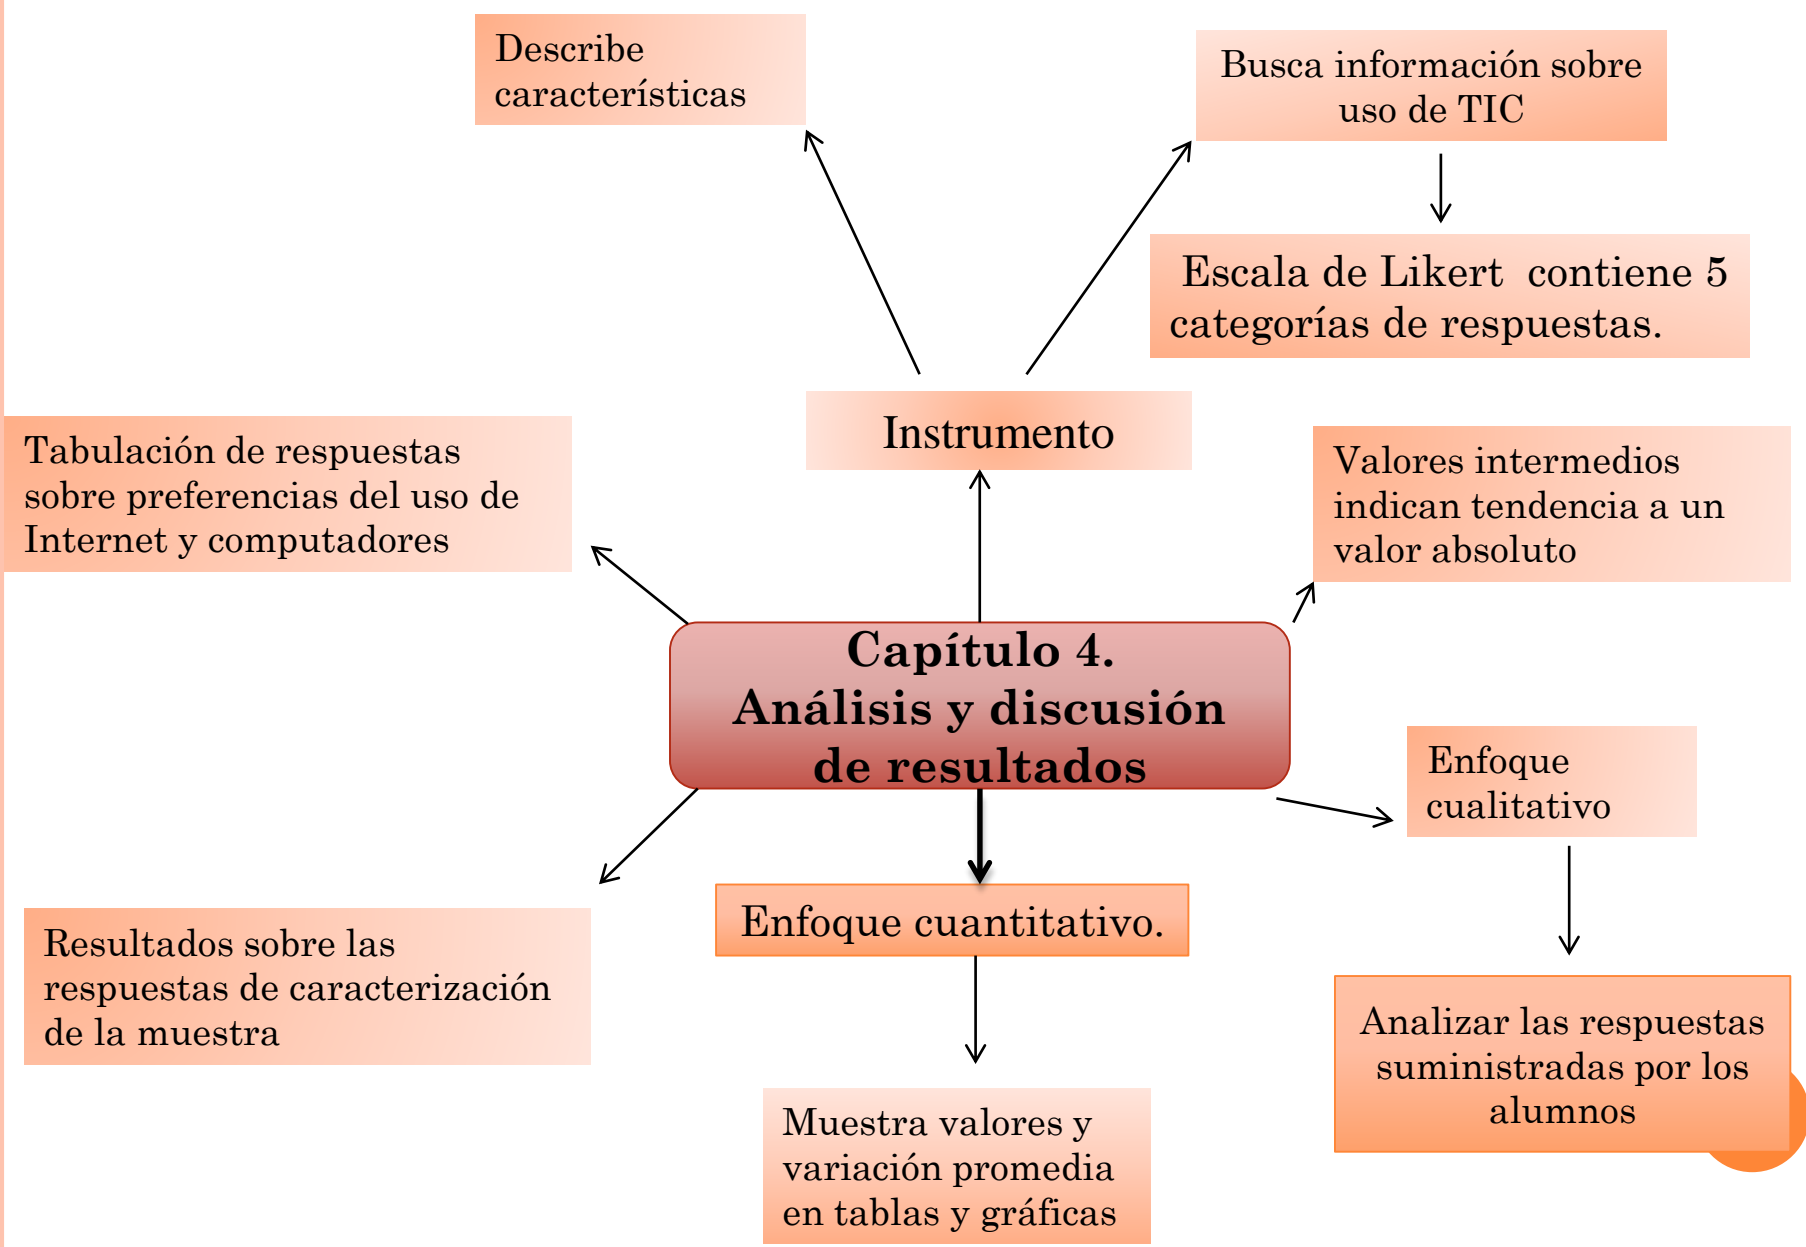 Describe
características
Busca información sobre
uso de TIC
Escala de Likert contiene 5
categorías de respuestas.
Instrumento
Tabulación de respuestas
sobre preferencias del uso de
Internet y computadores
Valores intermedios
indican tendencia a un
valor absoluto
Capítulo 4.
Análisis y discusión
de resultados
Enfoque
cualitativo
Enfoque cuantitativo.
Resultados sobre las
respuestas de caracterización
de la muestra
Analizar las respuestas
suministradas por los
alumnos
Muestra valores y
variación promedia
en tablas y gráficas